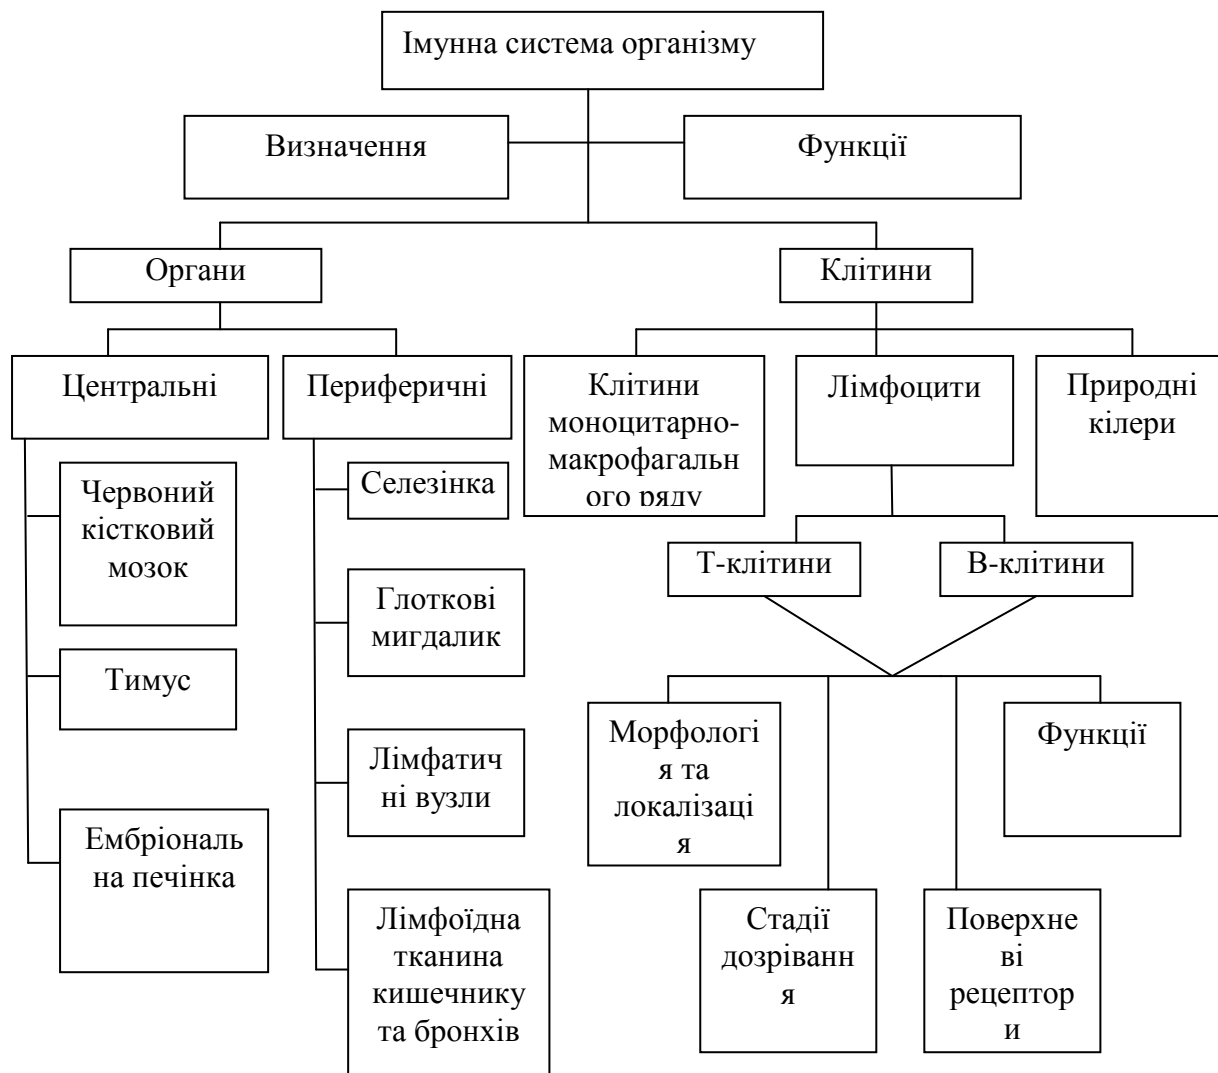 Імунна система організму
Визначення
Функції
Органи
Клітини
Центральні
Периферичні
Клітини
моноцитарно-
макрофагальн
ого ряду
Лімфоцити
Природні
кілери
Червоний
кістковий
мозок
Селезінка
Т-клітини
В-клітини
Глоткові
мигдалик
Тимус
Морфологі
я та
локалізаці
я
Функції
Лімфатич
ні вузли
Ембріональ
на печінка
Лімфоїдна
тканина
кишечнику
та бронхів
Стадії
дозріванн
я
Поверхне
ві
рецептор
и